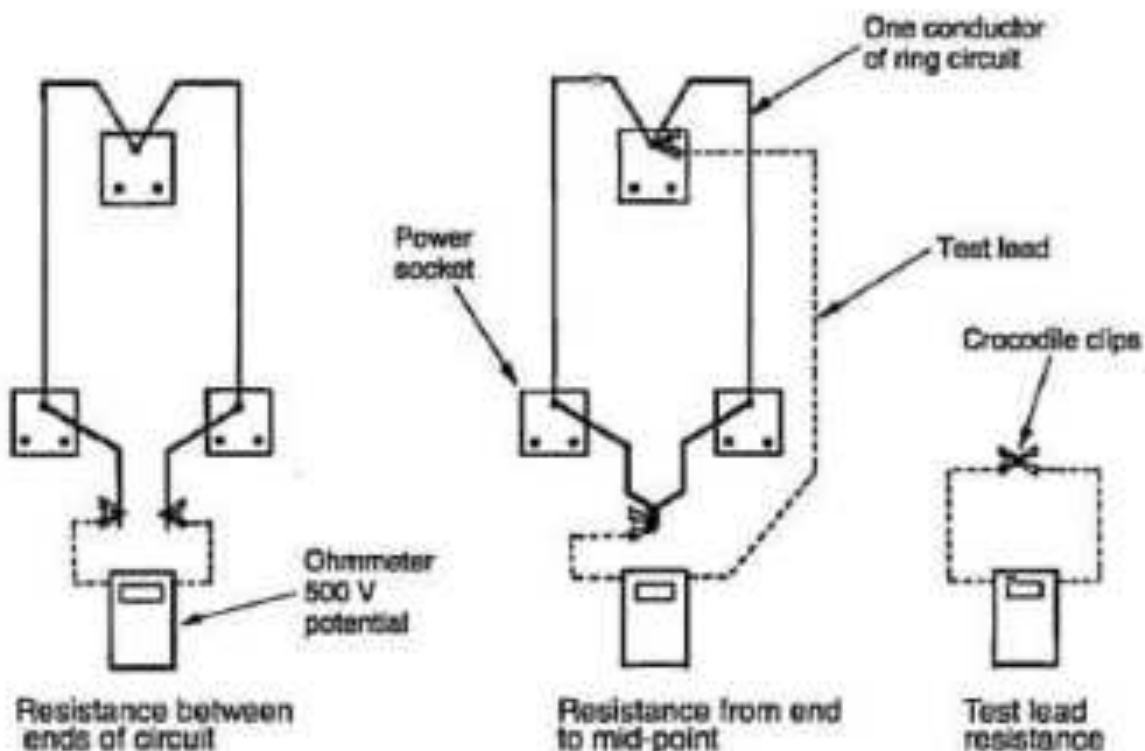 One conductor
of ring circuit
Power
socket
Test lead
Crocodile clips
Ohmmeter
500 V
potential
Resistance between
ends of circuit
Resistance from end
to mid-point
Test lead
resistance